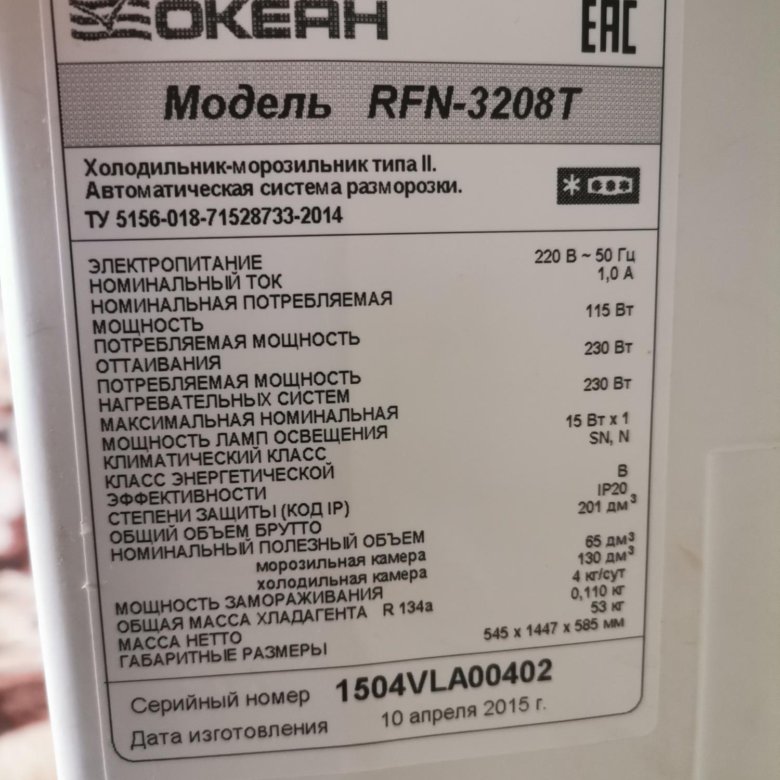 ОКЕАН EAC
Модель RFN-3208T
Холодильник-морозильник типа II.
Автоматическая система разморозки.
ТУ 5156-018-71528733-2014
ЭЛЕКТРОПИТАНИЕ 220 В ~ 50 Гц
НОМИНАЛЬНЫЙ ТОК 1,0 А
НОМИНАЛЬНАЯ ПОТРЕБЛЯЕМАЯ
МОЩНОСТЬ 115 Вт
ПОТРЕБЛЯЕМАЯ МОЩНОСТЬ
ОТТАИВАНИЯ 230 Вт
ПОТРЕБЛЯЕМАЯ МОЩНОСТЬ
НАГРЕВАТЕЛЬНЫХ СИСТЕМ 230 Вт
МАКСИМАЛЬНАЯ НОМИНАЛЬНАЯ
МОЩНОСТЬ ЛАМП ОСВЕЩЕНИЯ 15 Вт x 1
КЛИМАТИЧЕСКИЙ КЛАСС SN, N
КЛАСС ЭНЕРГЕТИЧЕСКОЙ
ЭФФЕКТИВНОСТИ В
СТЕПЕНИ ЗАЩИТЫ (КОД IP) IP20
ОБЩИЙ ОБЪЕМ БРУТТО 201 дм³
НОМИНАЛЬНЫЙ ПОЛЕЗНЫЙ ОБЪЕМ
морозильная камера 65 дм³
холодильная камера 130 дм³
МОЩНОСТЬ ЗАМОРАЖИВАНИЯ 4 кг/сут
ОБЩАЯ МАССА ХЛАДАГЕНТА R 134a 0,110 кг
МАССА НЕТТО 53 кг
ГАБАРИТНЫЕ РАЗМЕРЫ 545 x 1447 x 585 мм
Серийный номер 1504VLA00402
Дата изготовления 10 апреля 2015 г.